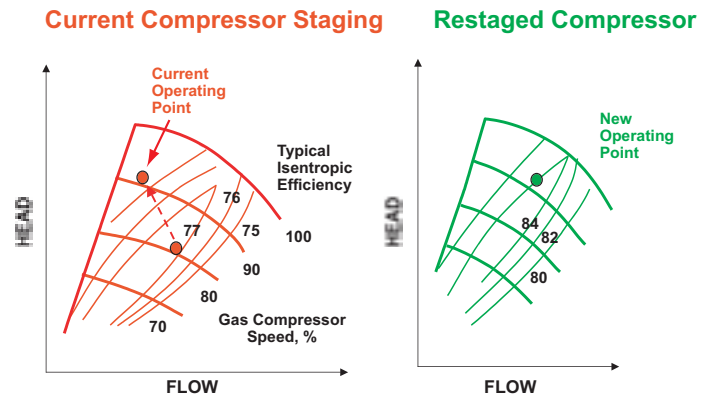 Current Compressor Staging
Restaged Compressor
Current
Operating
Point
Typical
Isentropic
Efficiency
76
77
75
100
90
80
70
Gas Compressor
Speed, %
HEAD
FLOW
New
Operating
Point
84
82
80
HEAD
FLOW